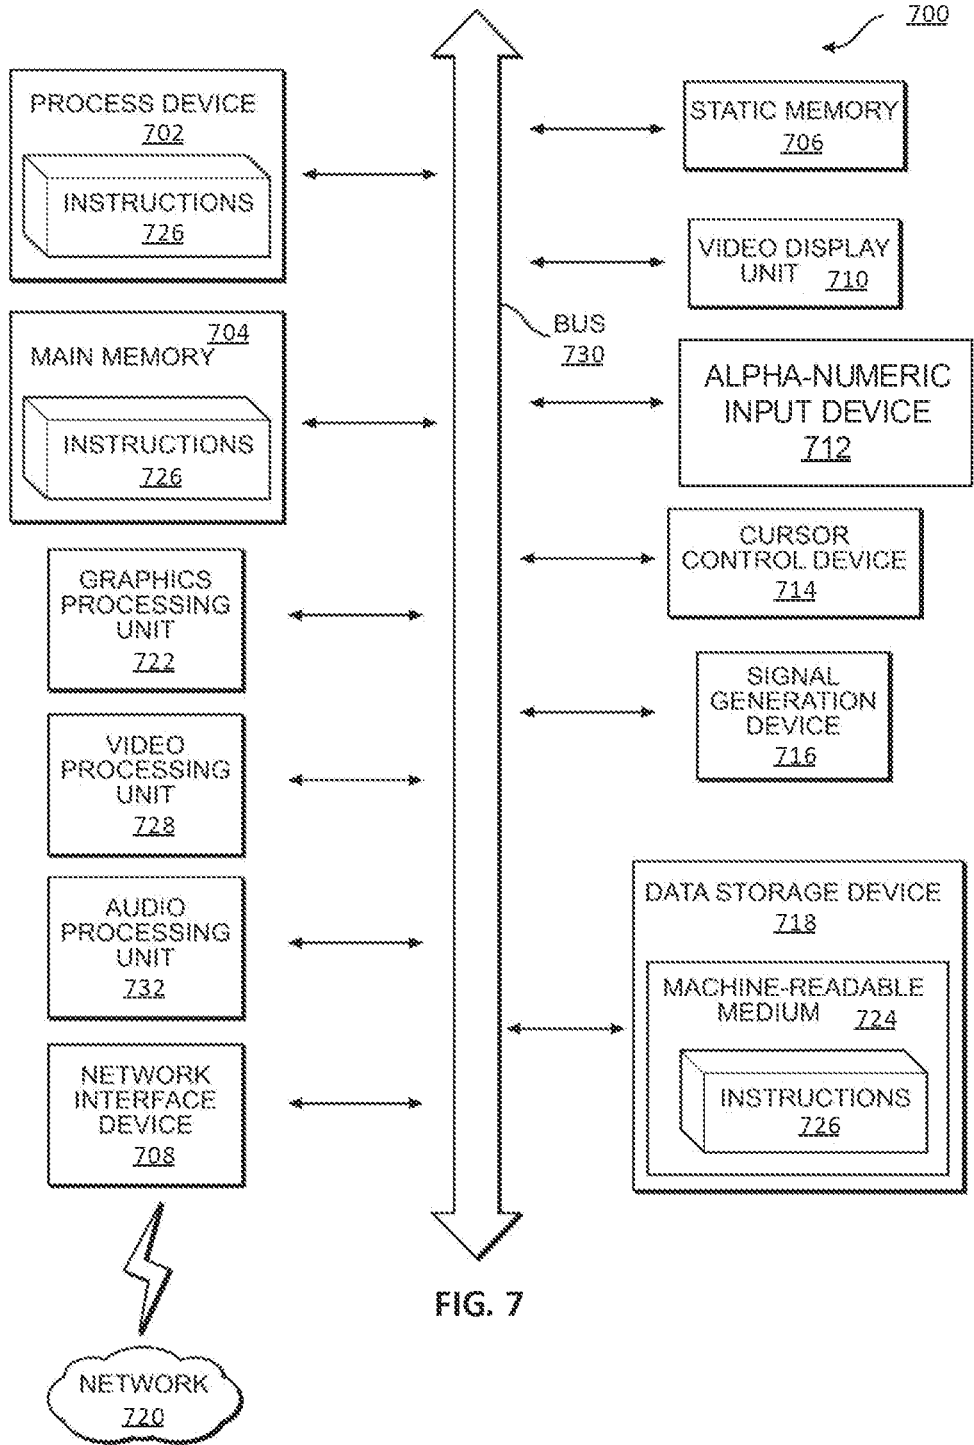 700
PROCESS DEVICE
702
INSTRUCTIONS
726
704
MAIN MEMORY
INSTRUCTIONS
726
GRAPHICS
PROCESSING
UNIT
722
VIDEO
PROCESSING
UNIT
728
AUDIO
PROCESSING
UNIT
732
NETWORK
INTERFACE
DEVICE
708
NETWORK
720
BUS
730
STATIC MEMORY
706
VIDEO DISPLAY
UNIT 710
ALPHA-NUMERIC
INPUT DEVICE
712
CURSOR
CONTROL DEVICE
714
SIGNAL
GENERATION
DEVICE
716
DATA STORAGE DEVICE
718
MACHINE-READABLE
MEDIUM 724
INSTRUCTIONS
726
FIG. 7